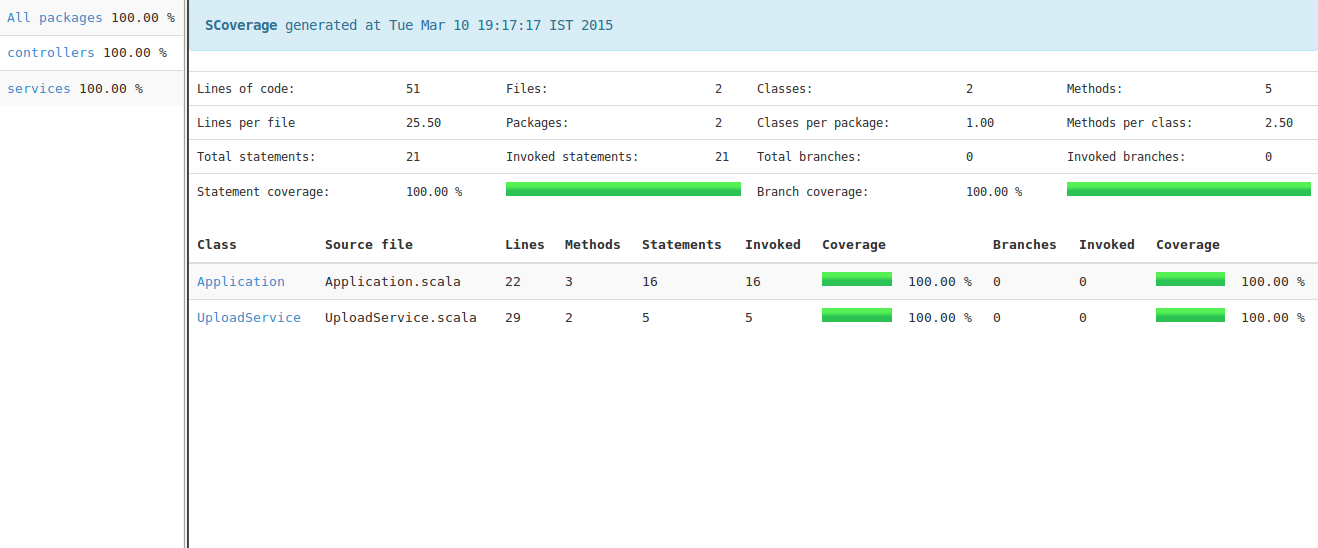 All packages 100.00 %
controllers 100.00 %
services 100.00 %
SCoverage generated at Tue Mar 10 19:17:17 IST 2015
Lines of code: 51 Files: 2 Classes: 2 Methods: 5
Lines per file 25.50 Packages: 2 Clases per package: 1.00 Methods per class: 2.50
Total statements: 21 Invoked statements: 21 Total branches: 0 Invoked branches: 0
Statement coverage: 100.00 % Branch coverage: 100.00 %
Class Source file Lines Methods Statements Invoked Coverage Branches Invoked Coverage
Application Application.scala 22 3 16 16 100.00 % 0 0 100.00 %
UploadService UploadService.scala 29 2 5 5 100.00 % 0 0 100.00 %